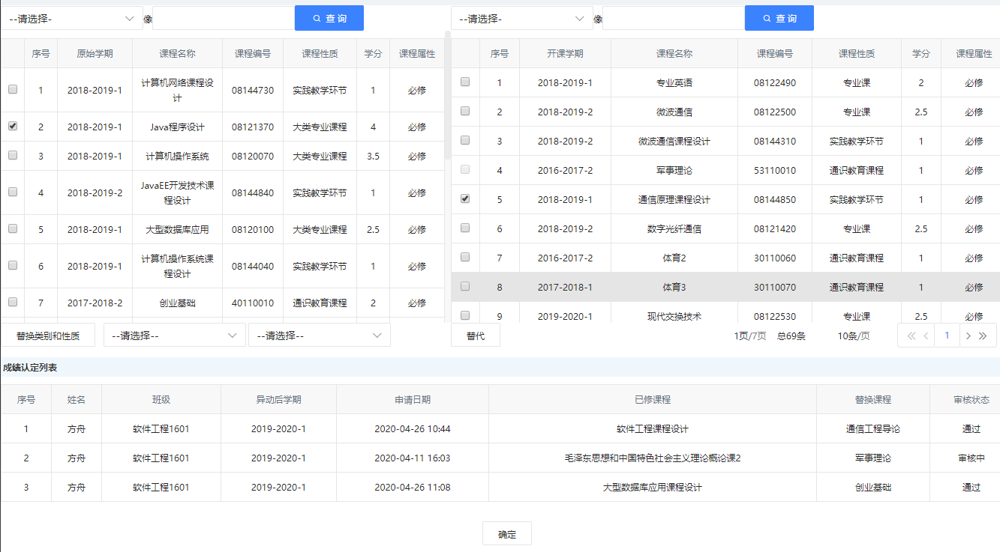 --请选择- 像 查 询 --请选择- 像 查 询
序号 原始学期 课程名称 课程编号 课程性质 学分 课程属性
1 2018-2019-1 计算机网络课程设计 08144730 实践教学环节 1 必修
2 2018-2019-1 Java程序设计 08121370 大类专业课程 4 必修
3 2018-2019-1 计算机操作系统 08120070 大类专业课程 3.5 必修
4 2018-2019-2 JavaEE开发技术课程设计 08144840 实践教学环节 1 必修
5 2018-2019-1 大型数据库应用 08120100 大类专业课程 2.5 必修
6 2018-2019-1 计算机操作系统课程设计 08144040 实践教学环节 1 必修
7 2017-2018-2 创业基础 40110010 通识教育课程 2 必修
序号 开课学期 课程名称 课程编号 课程性质 学分 课程属性
1 2018-2019-1 专业英语 08122490 专业课 2 必修
2 2018-2019-2 微波通信 08122500 专业课 2.5 必修
3 2018-2019-2 微波通信课程设计 08144310 实践教学环节 1 必修
4 2016-2017-2 军事理论 53110010 通识教育课程 1 必修
5 2018-2019-1 通信原理课程设计 08144850 实践教学环节 1 必修
6 2018-2019-2 数字光纤通信 08121420 专业课 2.5 必修
7 2016-2017-2 体育2 30110060 通识教育课程 1 必修
8 2017-2018-1 体育3 30110070 通识教育课程 1 必修
9 2019-2020-1 现代交换技术 08122530 专业课 2.5 必修
替换类别和性质 --请选择-- --请选择-- 替代 1页/7页 总69条 10条/页 1
成绩认定列表
序号 姓名 班级 异动后学期 申请日期 已修课程 替换课程 审核状态
1 方舟 软件工程1601 2019-2020-1 2020-04-26 10:44 软件工程课程设计 通信工程导论 通过
2 方舟 软件工程1601 2019-2020-1 2020-04-11 16:03 毛泽东思想和中国特色社会主义理论概论课2 军事理论 审核中
3 方舟 软件工程1601 2019-2020-1 2020-04-26 11:08 大型数据库应用课程设计 创业基础 通过
确定